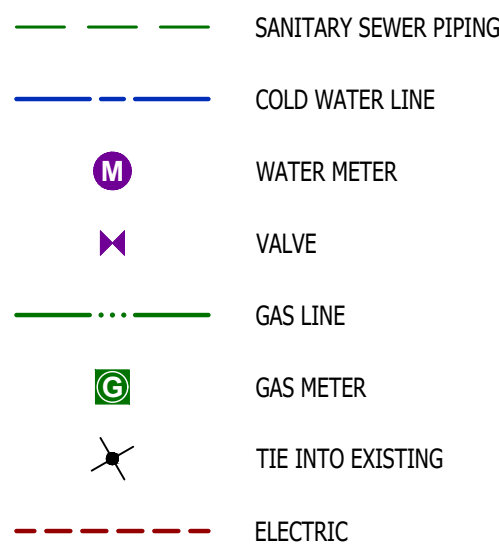 SANITARY SEWER PIPING
COLD WATER LINE
M WATER METER
VALVE
GAS LINE
G GAS METER
TIE INTO EXISTING
ELECTRIC